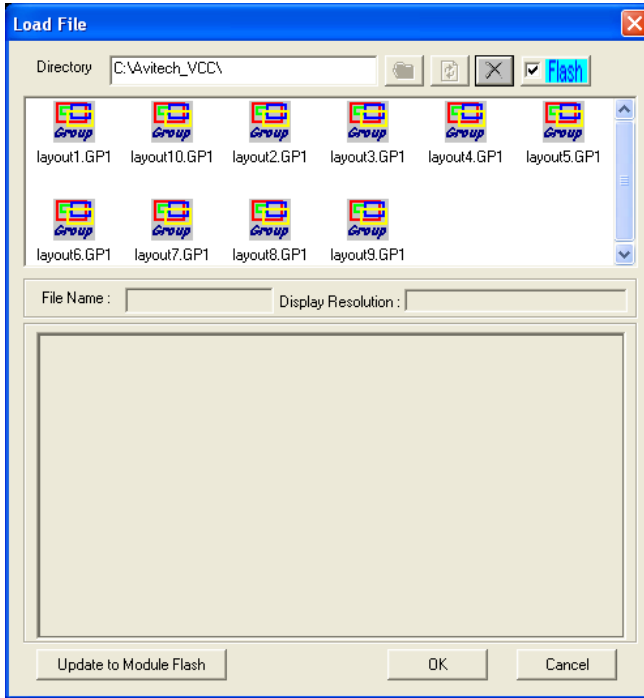 Load File
Directory C:\Avitech_VCC\ Flash
Group Group Group Group Group Group
layout1.GP1 layout10.GP1 layout2.GP1 layout3.GP1 layout4.GP1 layout5.GP1
Group Group Group Group
layout6.GP1 layout7.GP1 layout8.GP1 layout9.GP1
File Name : Display Resolution :
Update to Module Flash OK Cancel